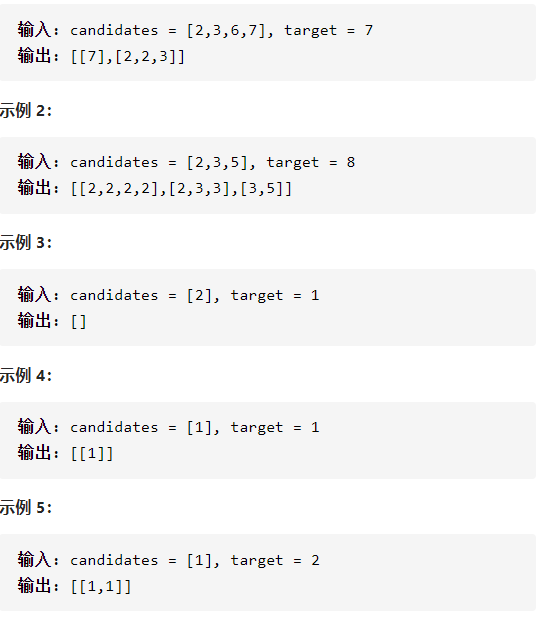 输入：candidates = [2,3,6,7], target = 7
输出：[[7],[2,2,3]]
示例 2：
输入：candidates = [2,3,5], target = 8
输出：[[2,2,2,2],[2,3,3],[3,5]]
示例 3：
输入：candidates = [2], target = 1
输出：[]
示例 4：
输入：candidates = [1], target = 1
输出：[[1]]
示例 5：
输入：candidates = [1], target = 2
输出：[[1,1]]